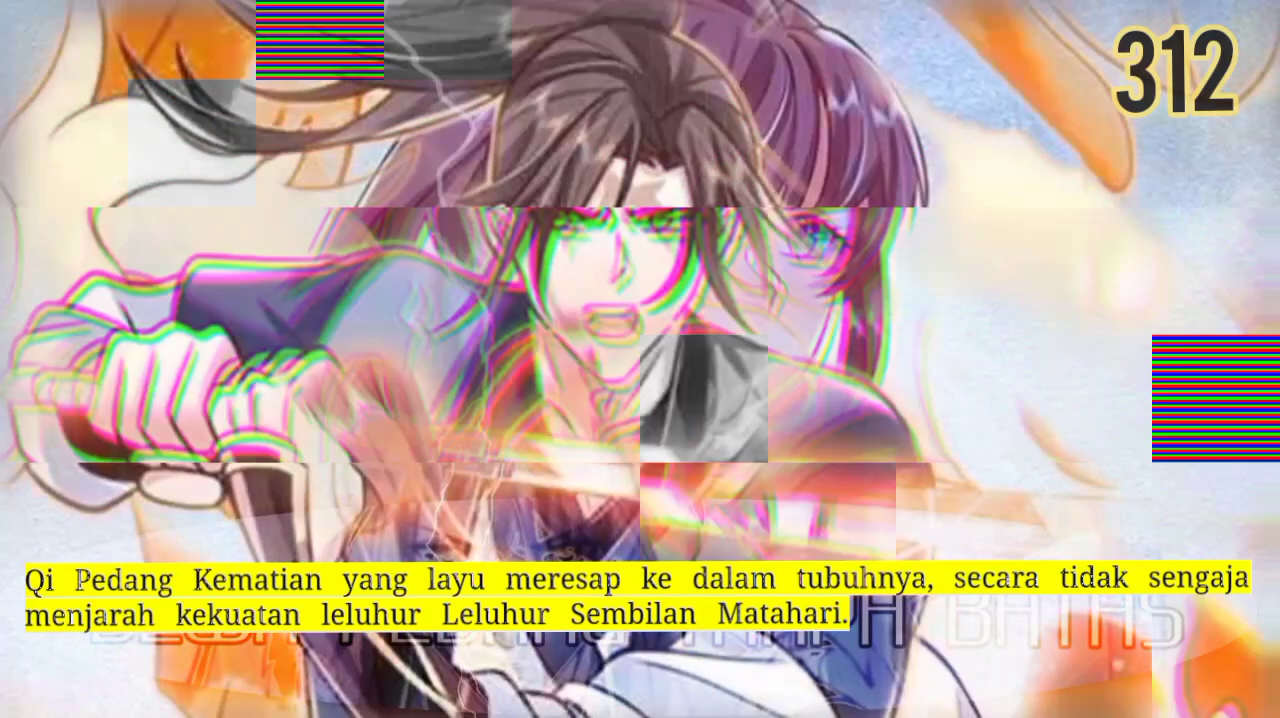 312
Qi Pedang Kematian yang layu meresap ke dalam tubuhnya, secara tidak sengaja
menjarah kekuatan leluhur Leluhur Sembilan Matahari.
BATAS